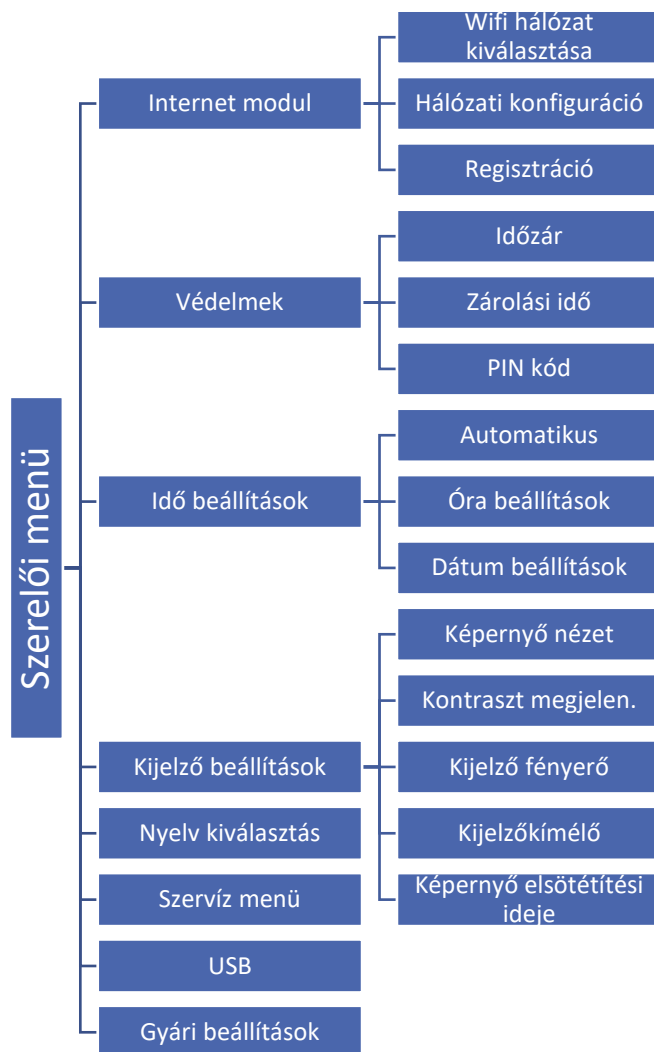 Szerelői menü
Internet modul
Wifi hálózat
kiválasztása
Hálózati konfiguráció
Regisztráció
Védelmek
Időzár
Zárolási idő
PIN kód
Idő beállítások
Automatikus
Óra beállítások
Dátum beállítások
Kijelző beállítások
Képernyő nézet
Kontraszt megjelen.
Kijelző fényerő
Kijelzőkímélő
Képernyő elsötétítési
ideje
Nyelv kiválasztás
Szervíz menü
USB
Gyári beállítások